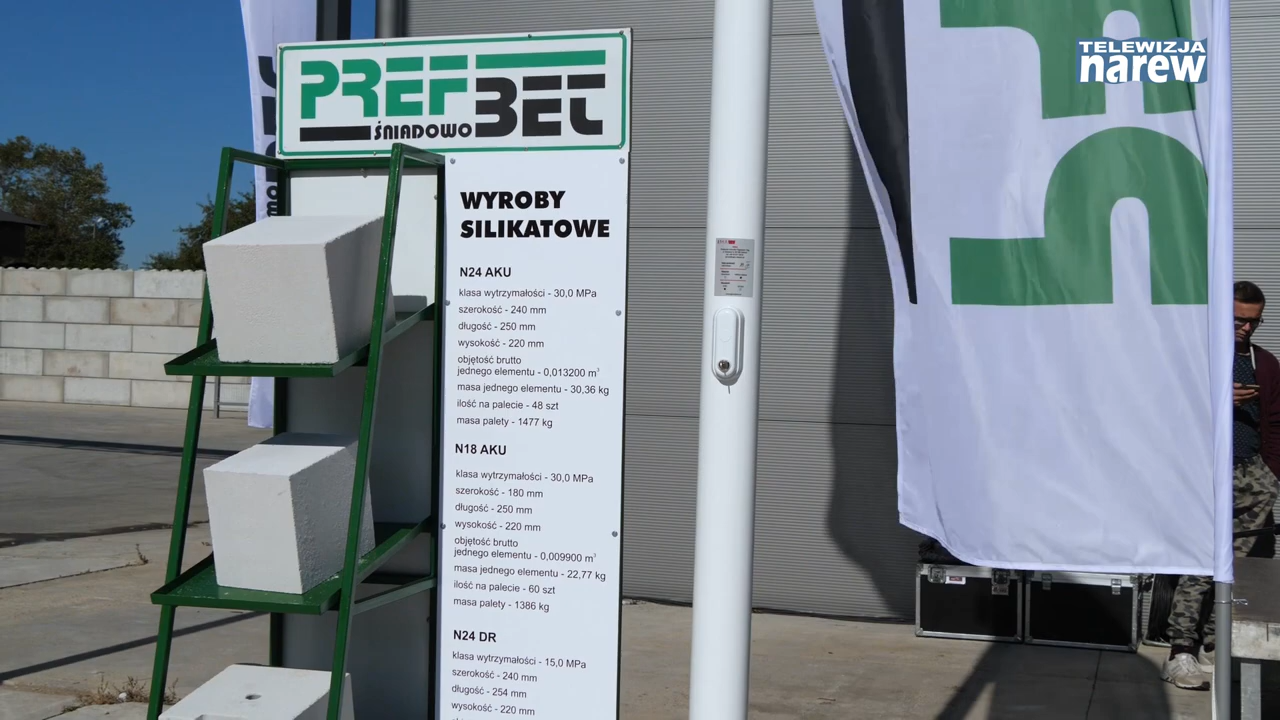 TELEWIZJA
narew
PREFBET
ŚNIADOWO
WYROBY
SILIKATOWE
N24 AKU
klasa wytrzymałości - 30,0 MPa
szerokość - 240 mm
długość - 250 mm
wysokość - 220 mm
objętość brutto
jednego elementu - 0,013200 m³
masa jednego elementu - 30,36 kg
ilość na palecie - 48 szt
masa palety - 1477 kg
N18 AKU
klasa wytrzymałości - 30,0 MPa
szerokość - 180 mm
długość - 250 mm
wysokość - 220 mm
objętość brutto
jednego elementu - 0,009900 m³
masa jednego elementu - 22,77 kg
ilość na palecie - 60 szt
masa palety - 1386 kg
N24 DR
klasa wytrzymałości - 15,0 MPa
szerokość - 240 mm
długość - 254 mm
wysokość - 220 mm